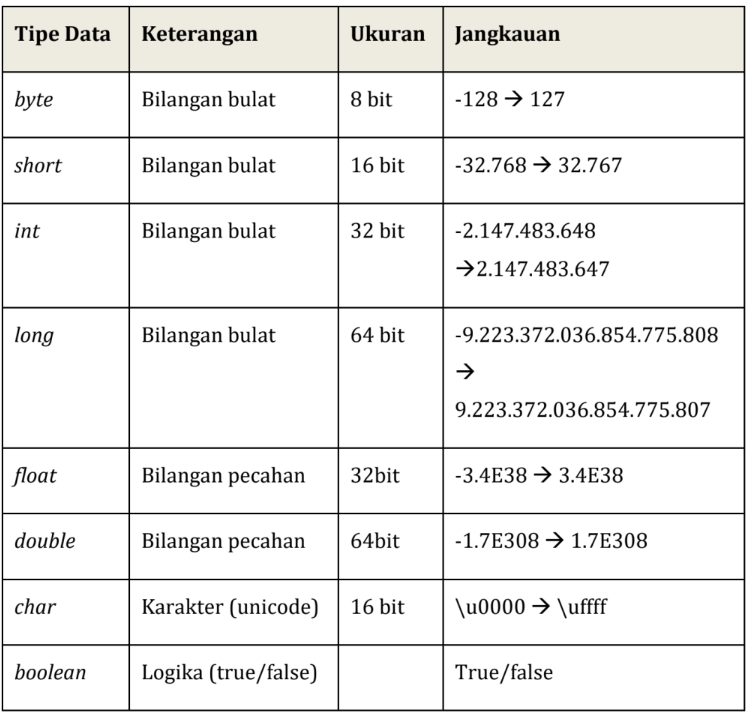 Tipe Data Keterangan Ukuran Jangkauan
byte Bilangan bulat 8 bit -128 → 127
short Bilangan bulat 16 bit -32.768 → 32.767
int Bilangan bulat 32 bit -2.147.483.648
→2.147.483.647
long Bilangan bulat 64 bit -9.223.372.036.854.775.808
→
9.223.372.036.854.775.807
float Bilangan pecahan 32bit -3.4E38 → 3.4E38
double Bilangan pecahan 64bit -1.7E308 → 1.7E308
char Karakter (unicode) 16 bit \u0000 → \uffff
boolean Logika (true/false) True/false